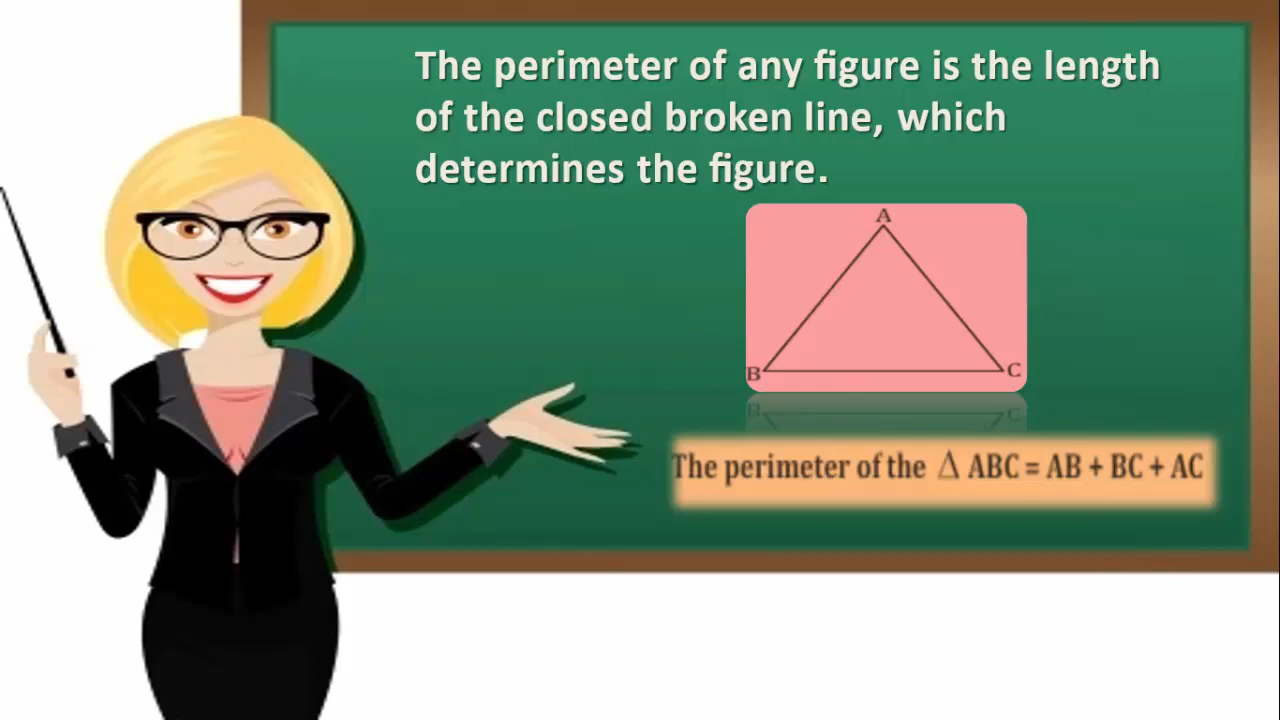 The perimeter of any figure is the length
of the closed broken line, which
determines the figure.
A
B
C
B
C
The perimeter of the Δ ABC = AB + BC + AC